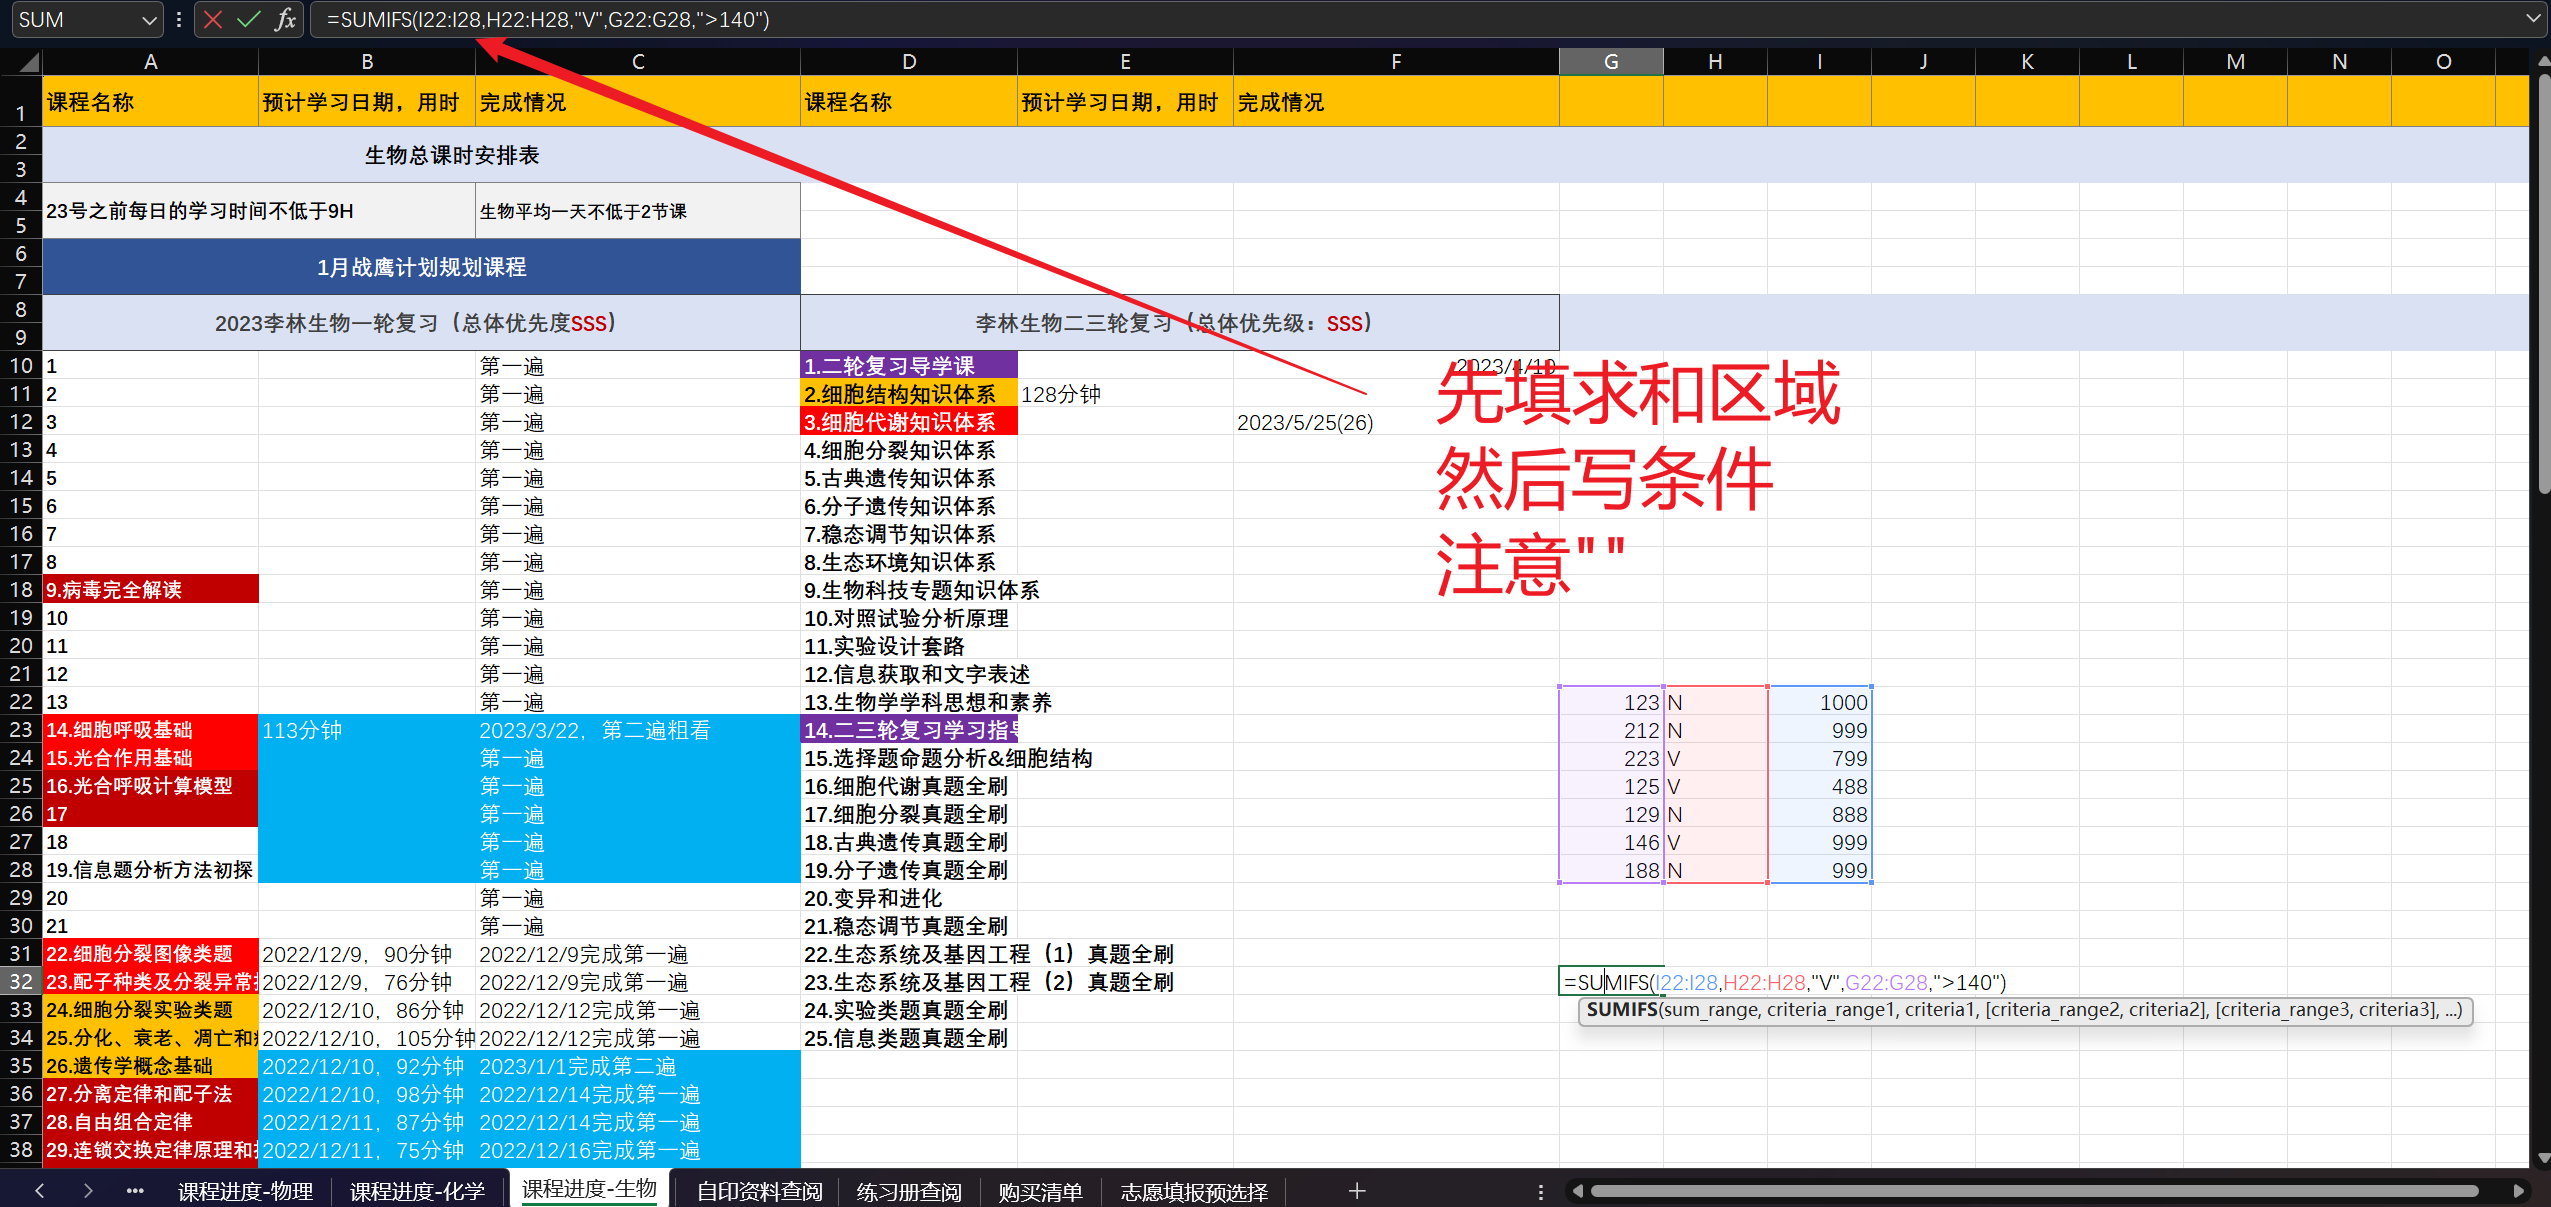 SUM
fx
=SUMIFS(I22:I28,H22:H28,"V",G22:G28,">140")
A B C D E F G H I J K L M N O
1 课程名称 预计学习日期，用时 完成情况 课程名称 预计学习日期，用时 完成情况
2
生物总课时安排表
3
4
23号之前每日的学习时间不低于9H 生物平均一天不低于2节课
5
6
1月战鹰计划规划课程
7
8
2023李林生物一轮复习（总体优先度SSS） 李林生物二三轮复习（总体优先级：SSS）
9
10 1 第一遍 1.二轮复习导学课 2023/4/10
11 2 第一遍 2.细胞结构知识体系 128分钟
12 3 第一遍 3.细胞代谢知识体系 2023/5/25(26)
13 4 第一遍 4.细胞分裂知识体系
14 5 第一遍 5.古典遗传知识体系
15 6 第一遍 6.分子遗传知识体系
16 7 第一遍 7.稳态调节知识体系
17 8 第一遍 8.生态环境知识体系
18 9.病毒完全解读 第一遍 9.生物科技专题知识体系
19 10 第一遍 10.对照试验分析原理
20 11 第一遍 11.实验设计套路
21 12 第一遍 12.信息获取和文字表述
22 13 第一遍 13.生物学学科思想和素养 123 N 1000
23 14.细胞呼吸基础 113分钟 2023/3/22，第二遍粗看 14.二三轮复习学习指导 212 N 999
24 15.光合作用基础 第一遍 15.选择题命题分析&细胞结构 223 V 799
25 16.光合呼吸计算模型 第一遍 16.细胞代谢真题全刷 125 V 488
26 17 第一遍 17.细胞分裂真题全刷 129 N 888
27 18 第一遍 18.古典遗传真题全刷 146 V 999
28 19.信息题分析方法初探 第一遍 19.分子遗传真题全刷 188 N 999
29 20 第一遍 20.变异和进化
30 21 第一遍 21.稳态调节真题全刷
31 22.细胞分裂图像类题 2022/12/9，90分钟 2022/12/9完成第一遍 22.生态系统及基因工程（1）真题全刷
32 23.配子种类及分裂异常 2022/12/9，76分钟 2022/12/9完成第一遍 23.生态系统及基因工程（2）真题全刷 =SUMIFS(I22:I28,H22:H28,"V",G22:G28,">140")
SUMIFS(sum_range, criteria_range1, criteria1, [criteria_range2, criteria2], [criteria_range3, criteria3], ...)
33 24.细胞分裂实验类题 2022/12/10，86分钟 2022/12/12完成第一遍 24.实验类题真题全刷
34 25.分化、衰老、凋亡和 2022/12/10，105分钟 2022/12/12完成第一遍 25.信息类题真题全刷
35 26.遗传学概念基础 2022/12/10，92分钟 2023/1/1完成第二遍
36 27.分离定律和配子法 2022/12/10，98分钟 2022/12/14完成第一遍
37 28.自由组合定律 2022/12/11，87分钟 2022/12/14完成第一遍
38 29.连锁交换定律原理和 2022/12/11，75分钟 2022/12/16完成第一遍
先填求和区域
然后写条件
注意""
课程进度-物理 课程进度-化学 课程进度-生物 自印资料查阅 练习册查阅 购买清单 志愿填报预选择